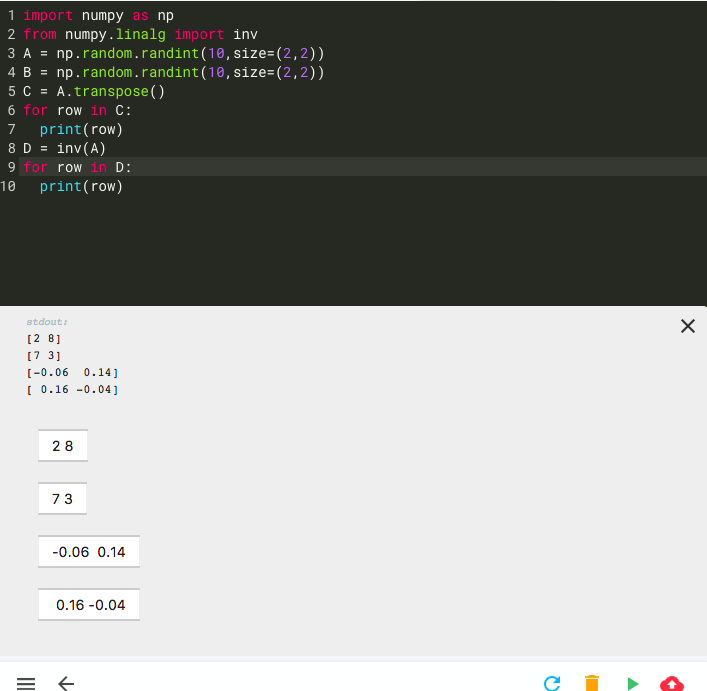 1 import numpy as np
2 from numpy.linalg import inv
3 A = np.random.randint(10,size=(2,2))
4 B = np.random.randint(10,size=(2,2))
5 C = A.transpose()
6 for row in C:
7   print(row)
8 D = inv(A)
9 for row in D:
10   print(row)
stdout:
[2 8]
[7 3]
[-0.06  0.14]
[ 0.16 -0.04]
2 8
7 3
-0.06  0.14
0.16 -0.04